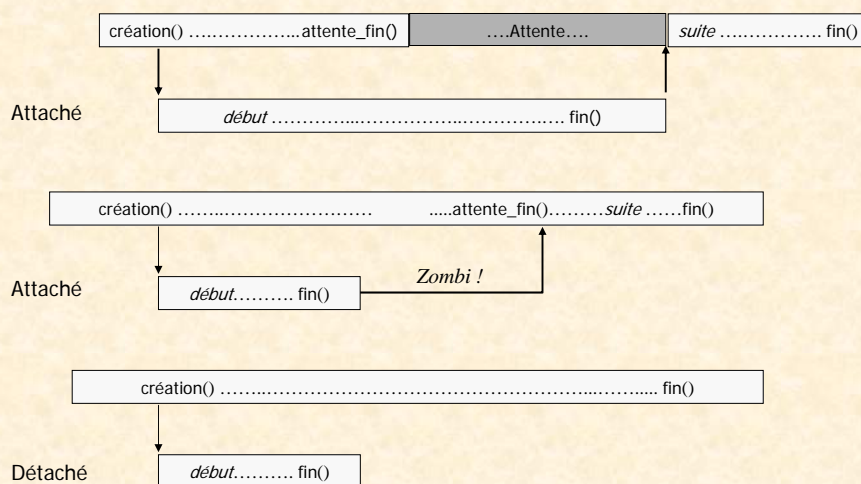 création() ………………..attente_fin() ….Attente…. suite …………….. fin()
Attaché
début …………...………………..……………….… fin()
création() ……..…………………… .....attente_fin()………suite ……fin()
Zombi !
Attaché
début………. fin()
création() ……..…………………………………………………...……..... fin()
Détaché
début………. fin()